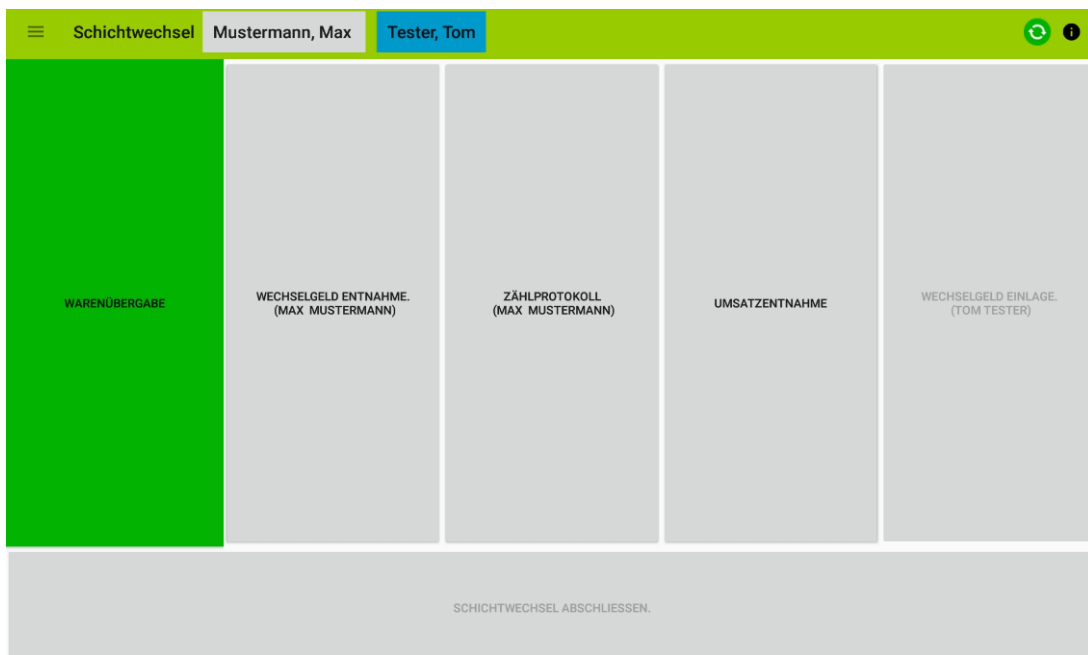 Schichtwechsel Mustermann, Max Tester, Tom
WARENÜBERGABE
WECHSELGELD ENTNAHME.
(MAX MUSTERMANN)
ZÄHLPROTOKOLL
(MAX MUSTERMANN)
UMSATZENTNAHME
WECHSELGELD EINLAGE.
(TOM TESTER)
SCHICHTWECHSEL ABSCHLIESSEN.